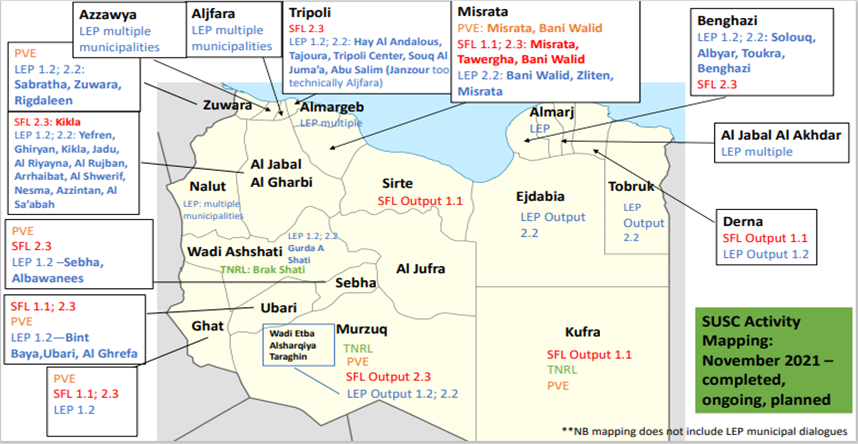 Azzawya
LEP multiple
municipalities
Aljfara
LEP multiple
municipalities
Tripoli
SFL 2.3
LEP 1.2; 2.2: Hay Al Andalous,
Tajoura, Tripoli Center, Souq Al
Juma'a, Abu Salim (Janzour too
technically Aljfara)
Misrata
PVE: Misrata, Bani Walid
SFL 1.1; 2.3: Misrata,
Tawergha, Bani Walid
LEP 2.2: Bani Walid, Zliten,
Misrata
Benghazi
LEP 1.2; 2.2: Solouq,
Albyar, Toukra,
Benghazi
SFL 2.3
PVE
LEP 1.2; 2.2:
Sabratha, Zuwara,
Rigdaleen
Zuwara
Almargeb
LEP multiple
Almarj
LEP
Al Jabal Al Akhdar
LEP multiple
SFL 2.3: Kikla
LEP 1.2; 2.2: Yefren,
Ghiryan, Kikla, Jadu,
Al Riyayna, Al Rujban,
Arrhaibat, Al Shwerif,
Nesma, Azzintan, Al
Sa'abah
Al Jabal
Al Gharbi
Nalut
LEP: multiple
municipalities
Sirte
SFL Output 1.1
Ejdabia
LEP Output
2.2
Tobruk
LEP
Output
2.2
Derna
SFL Output 1.1
LEP Output 1.2
PVE
SFL 2.3
LEP 1.2 –Sebha,
Albawanees
Wadi Ashshati
LEP 1.2; 2.2
Gurda A
Shati
TNRL: Brak Shati
Al Jufra
Sebha
SFL 1.1; 2.3
PVE
LEP 1.2—Bint
Baya,Ubari, Al Ghrefa
Ubari
Ghat
Wadi Etba
Alsharqiya
Taraghin
Murzuq
TNRL
PVE
SFL Output 2.3
LEP Output 1.2; 2.2
Kufra
SFL Output 1.1
TNRL
PVE
PVE
SFL 1.1; 2.3
LEP 1.2
SUSC Activity
Mapping:
November 2021 –
completed,
ongoing, planned
**NB mapping does not include LEP municipal dialogues